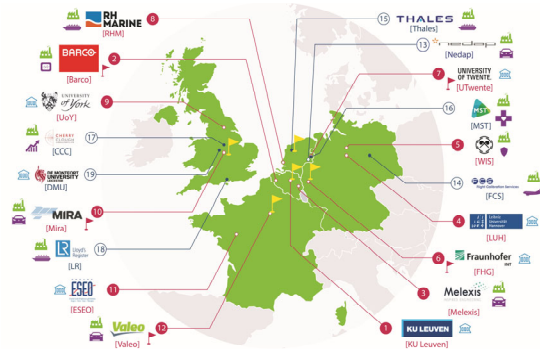 RH
MARINE
[RHM]
8
BARCO
[Barco]
2
UNIVERSITY
of York
[UoY]
9
CHERRY
[CCC]
17
DE MONTFORT
UNIVERSITY
[DMU]
19
MIRA
[Mira]
10
Lloyd's
Register
LR
[LR]
18
ESEO
[ESEO]
11
Valeo
[Valeo]
12
15
THALES
[Thales]
13
nedap
[Nedap]
7
UNIVERSITY
OF TWENTE.
[UTwente]
16
MST
[MST]
5
[WIS]
14
FCS
Flight Calibration Services
[FCS]
4
Leibniz
Universität
Hannover
[LUH]
6
Fraunhofer
[FHG]
3
Melexis
[Melexis]
1
KU LEUVEN
[KU Leuven]